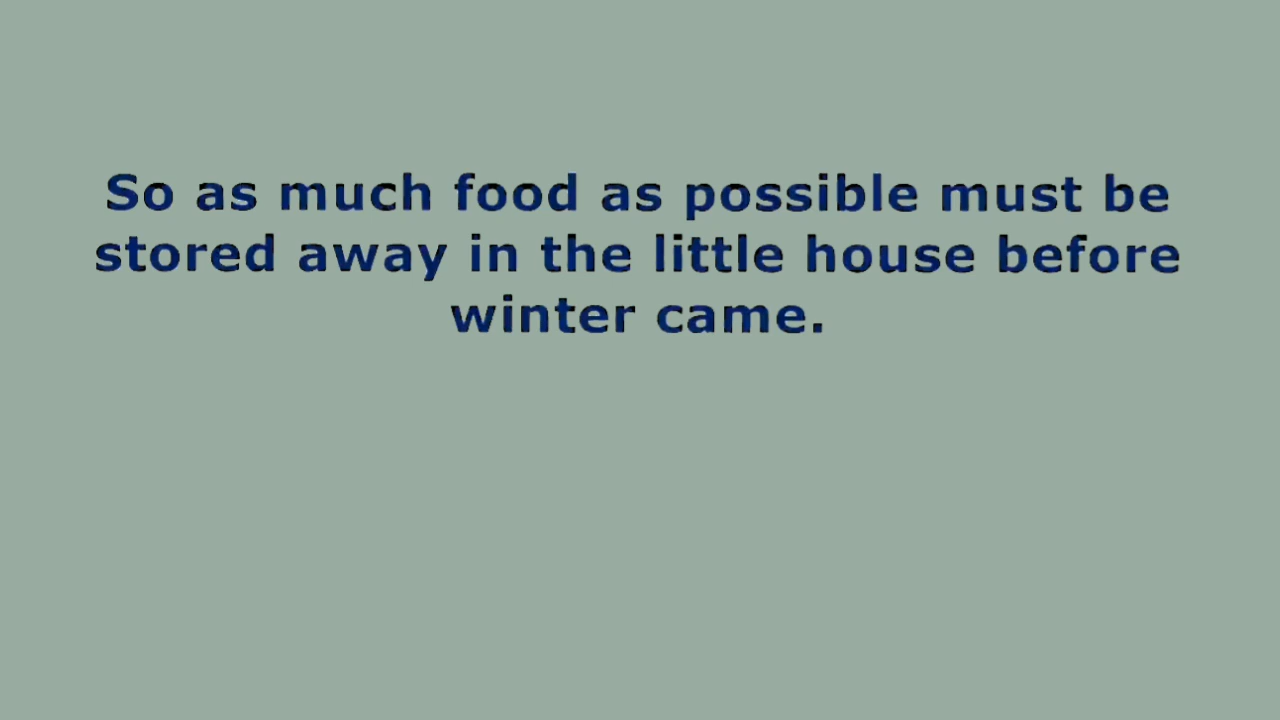 So as much food as possible must be
stored away in the little house before
winter came.